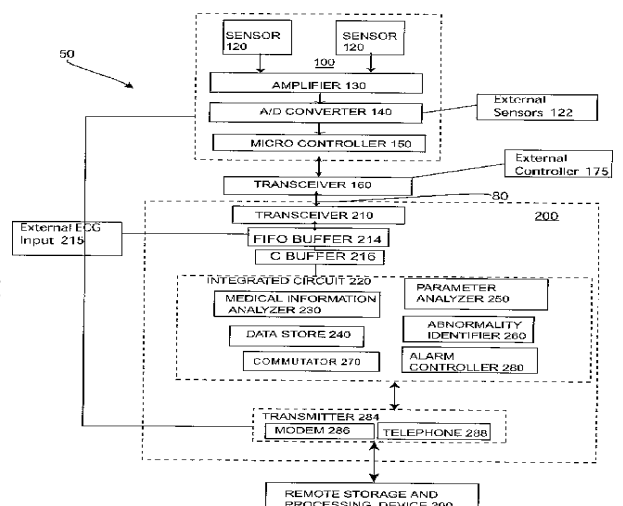 50
SENSOR
120
SENSOR
120
100
AMPLIFIER 130
A/D CONVERTER 140
External
Sensors 122
MICRO CONTROLLER 150
External
Controller 175
TRANSCEIVER 160
80
TRANSCEIVER 210
200
External ECG
Input 215
FIFO BUFFER 214
C BUFFER 216
INTEGRATED CIRCUIT 220
MEDICAL INFORMATION
ANALYZER 230
PARAMETER
ANALYZER 250
DATA STORE 240
ABNORMALITY
IDENTIFIER 260
COMMUTATOR 270
ALARM
CONTROLLER 280
TRANSMITTER 284
MODEM 286
TELEPHONE 288
REMOTE STORAGE AND
PROCESSING DEVICE 300